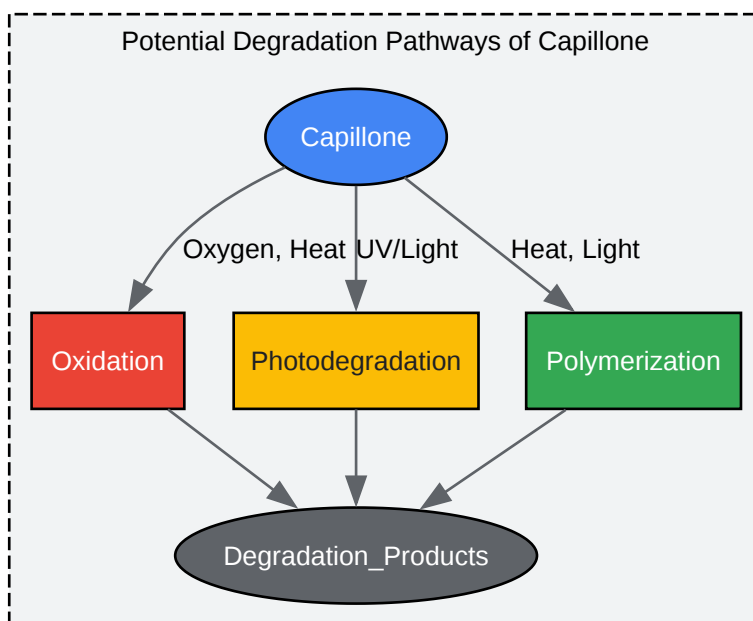 Potential Degradation Pathways of Capillone
Capillone
Oxygen, Heat UV/Light Heat, Light
Oxidation Photodegradation Polymerization
Degradation_Products